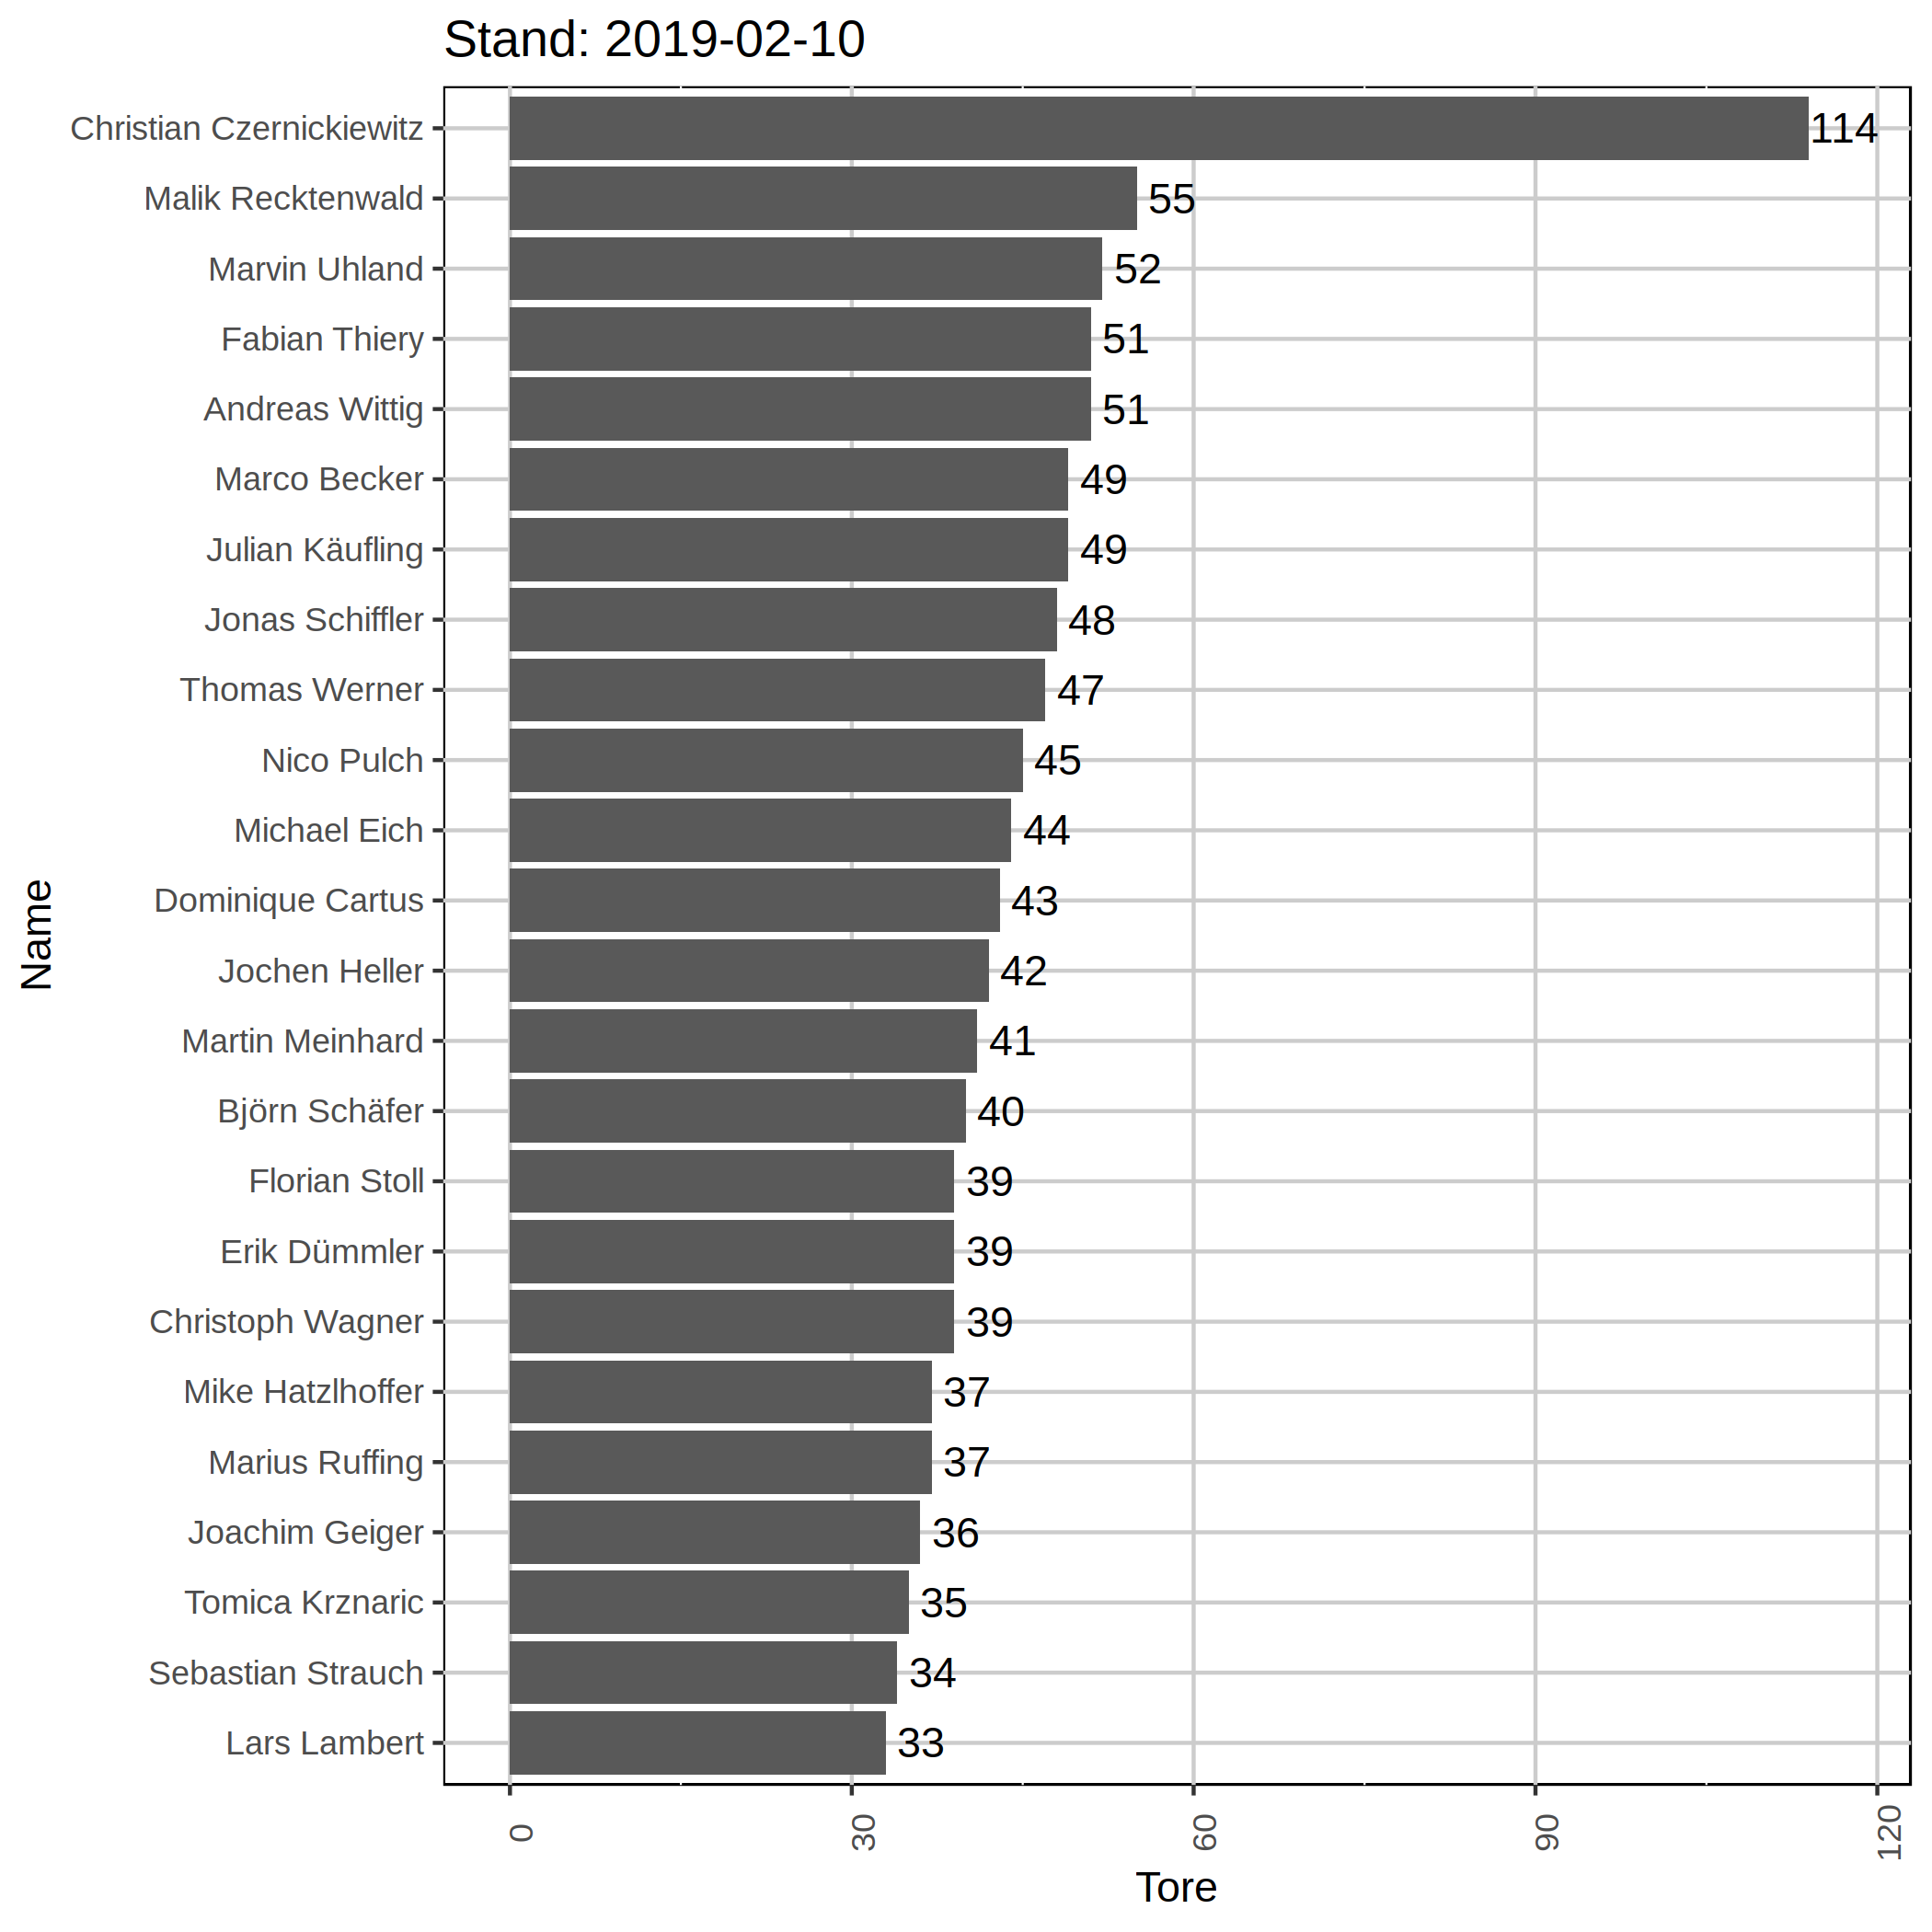 Stand: 2019-02-10
Christian Czernickiewitz 114
Malik Recktenwald 55
Marvin Uhland 52
Fabian Thiery 51
Andreas Wittig 51
Marco Becker 49
Julian Käufling 49
Jonas Schiffler 48
Thomas Werner 47
Nico Pulch 45
Michael Eich 44
Dominique Cartus 43
Jochen Heller 42
Martin Meinhard 41
Björn Schäfer 40
Florian Stoll 39
Erik Dümmler 39
Christoph Wagner 39
Mike Hatzlhoffer 37
Marius Ruffing 37
Joachim Geiger 36
Tomica Krznaric 35
Sebastian Strauch 34
Lars Lambert 33
Name
0 30 60 90 120
Tore